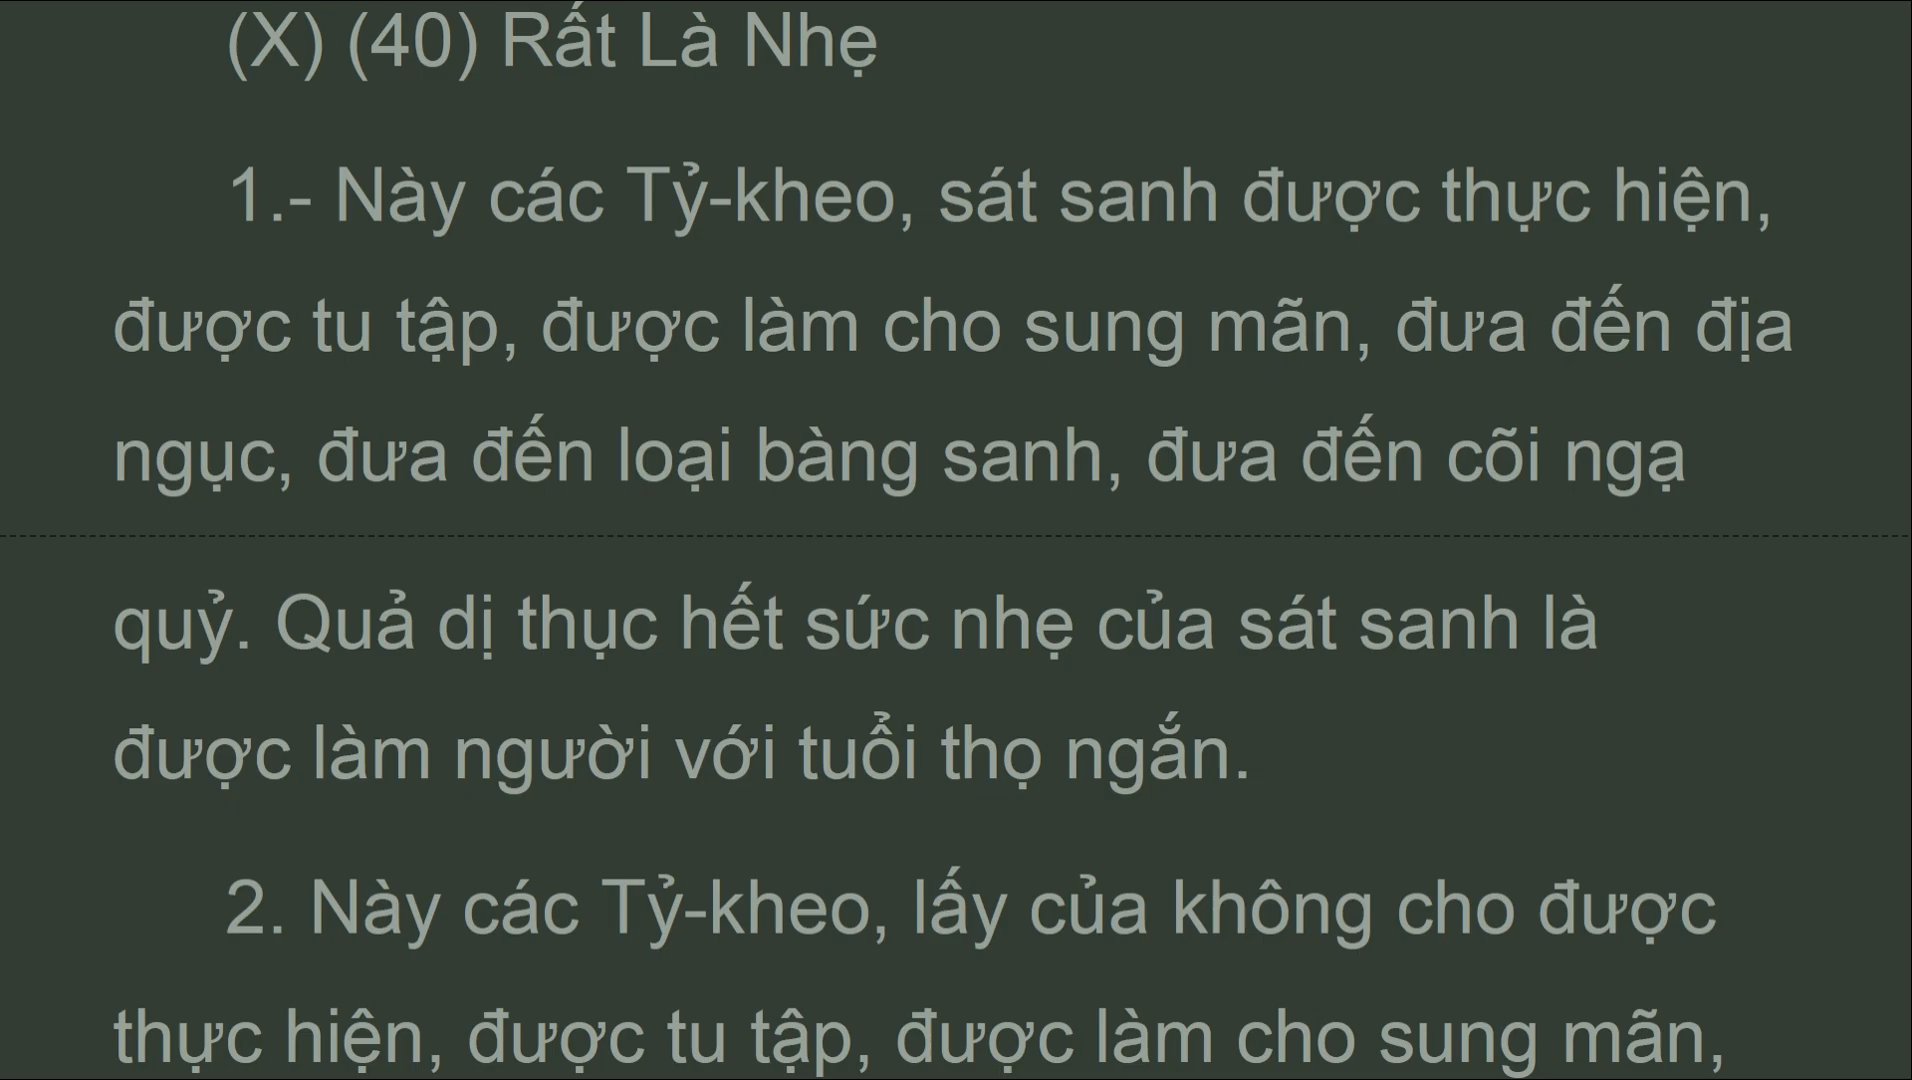 (X) (40) Rất Là Nhẹ
1.- Này các Tỷ-kheo, sát sanh được thực hiện,
được tu tập, được làm cho sung mãn, đưa đến địa
ngục, đưa đến loại bàng sanh, đưa đến cõi ngạ
quỷ. Quả dị thục hết sức nhẹ của sát sanh là
được làm người với tuổi thọ ngắn.
2. Này các Tỷ-kheo, lấy của không cho được
thực hiện, được tu tập, được làm cho sung mãn,